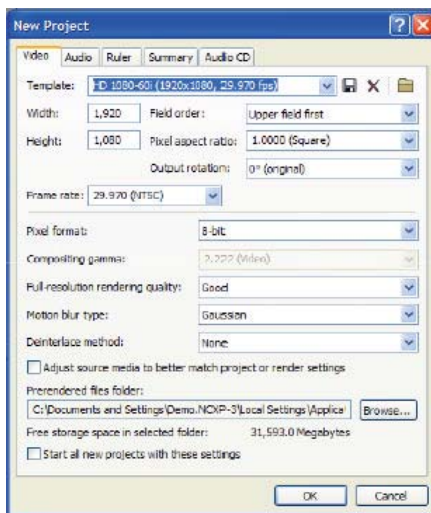 New Project
Video Audio Ruler Summary Audio CD
Template: HD 1080-60i (1920x1080, 29.970 fps)
Width: 1,920 Field order: Upper field first
Height: 1,080 Pixel aspect ratio: 1.0000 (Square)
Output rotation: 0° (original)
Frame rate: 29.970 (NTSC)
Pixel format: 8-bit
Compositing gamma: 2.222 (Video)
Full-resolution rendering quality: Good
Motion blur type: Gaussian
Deinterlace method: None
Adjust source media to better match project or render settings
Prerendered files folder:
C:\Documents and Settings\Demo.NCXP-3\Local Settings\Applica Browse...
Free storage space in selected folder: 31,593.0 Megabytes
Start all new projects with these settings
OK Cancel